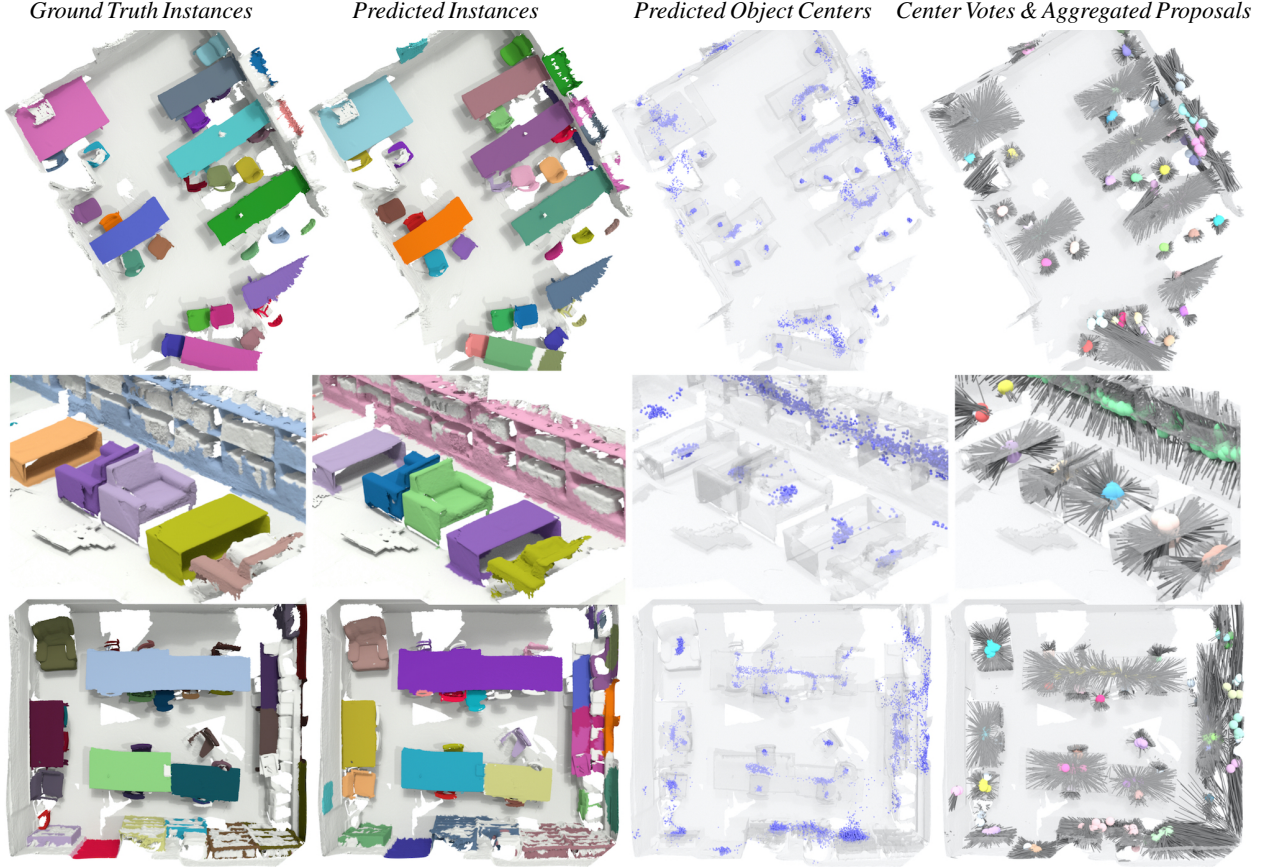 Ground Truth Instances
Predicted Instances
Predicted Object Centers
Center Votes & Aggregated Proposals